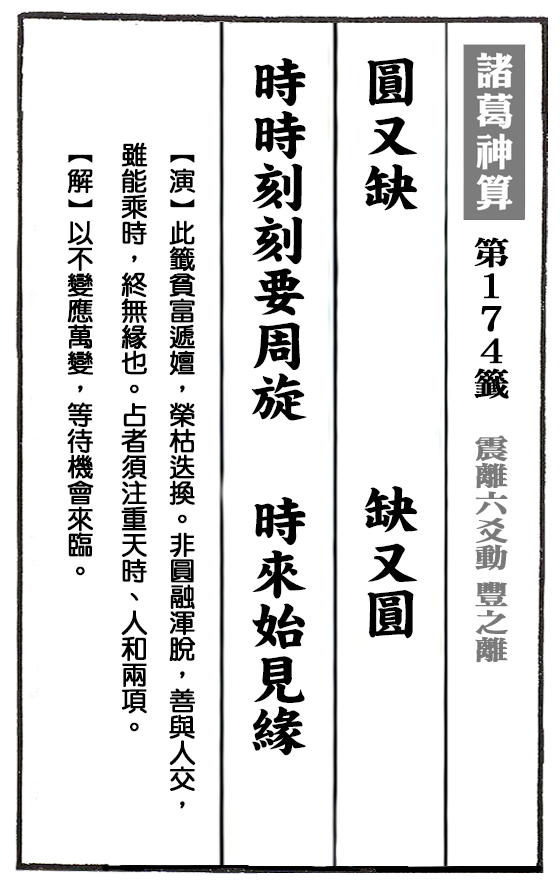 諸葛神算 第174籤 震離六爻動 豐之離
圓又缺 缺又圓
時時刻刻要周旋 時來始見緣
【演】此籤貧富遞嬗，榮枯迭換。非圓融渾脫，善與人交，
雖能乘時，終無緣也。占者須注重天時、人和兩項。
【解】以不變應萬變，等待機會來臨。